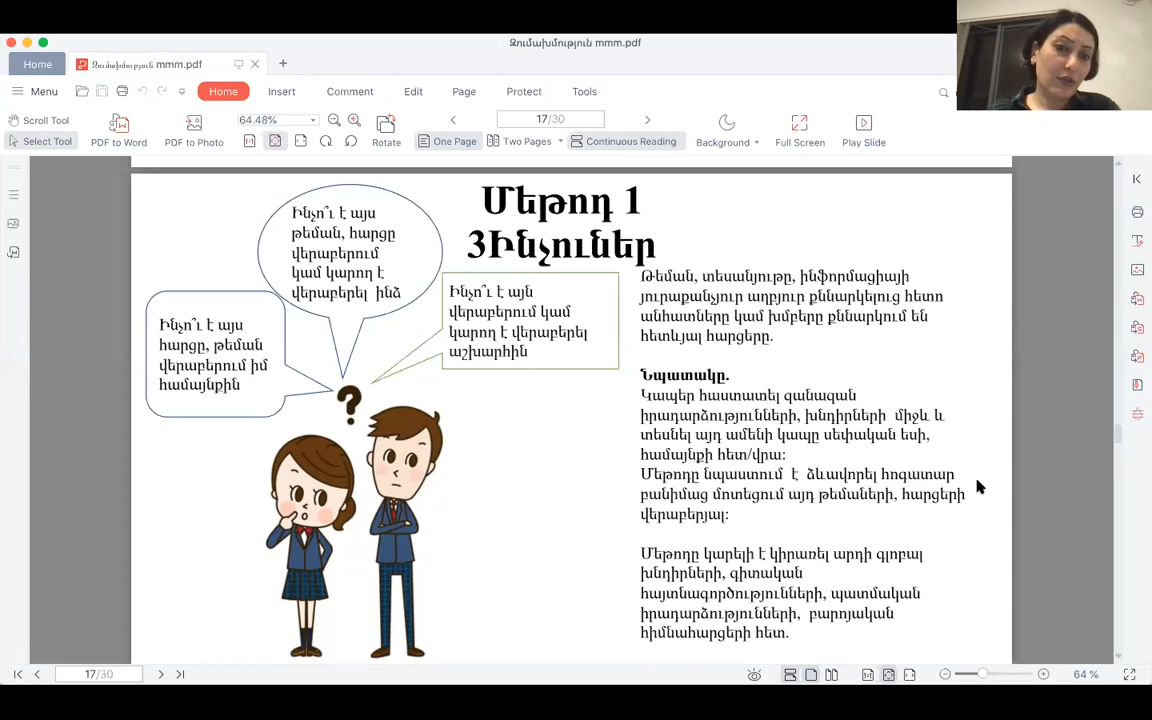 Զումախմություն mmm.pdf
Home
Զումախմություն mmm.pdf
Menu
Home
Insert
Comment
Edit
Page
Protect
Tools
Scroll Tool
Select Tool
PDF to Word
PDF to Photo
64.48%
Rotate
17/30
One Page
Two Pages
Continuous Reading
Background
Full Screen
Play Slide
Մեթոդ 1
3Ինչուներ
Ինչո՞ւ է այս
թեման, հարցը
վերաբերում
կամ կարող է
վերաբերել ինձ
Ինչո՞ւ է այս
հարցը, թեման
վերաբերում իմ
համայնքին
Ինչո՞ւ է այն
վերաբերում կամ
կարող է վերաբերել
աշխարհին
?
Թեման, տեսանյութը, ինֆորմացիայի
յուրաքանչյուր աղբյուր քննարկելուց հետո
անհատները կամ խմբերը քննարկում են
հետևյալ հարցերը.
Նպատակը.
Կապեր հաստատել զանազան
իրադարձությունների, խնդիրների միջև և
տեսնել այդ ամենի կապը սեփական եսի,
համայնքի հետ/վրա:
Մեթոդը նպաստում է ձևավորել հոգատար
բանիմաց մոտեցում այդ թեմաների, հարցերի
վերաբերյալ:
Մեթոդը կարելի է կիրառել արդի գլոբալ
խնդիրների, գիտական
հայտնագործությունների, պատմական
իրադարձությունների, բարոյական
հիմնահարցերի հետ.
17/30
64 %